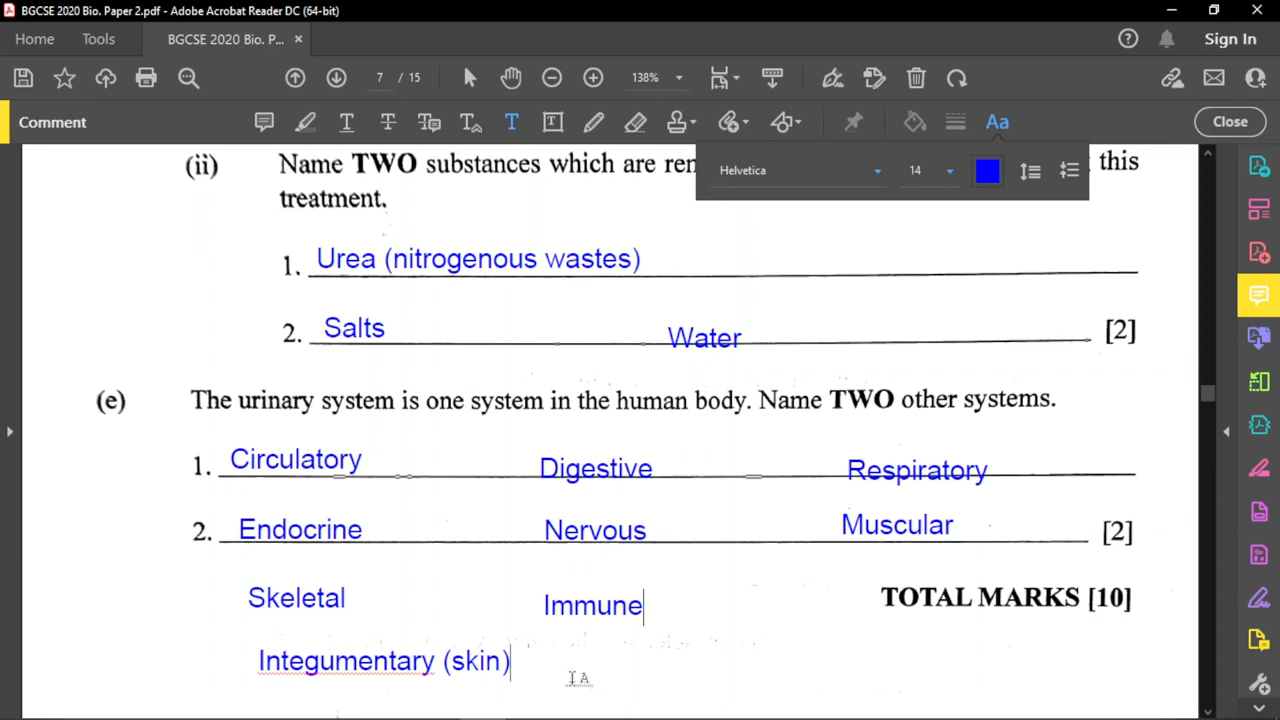 BGCSE 2020 Bio. Paper 2.pdf - Adobe Acrobat Reader DC (64-bit)
Home Tools BGCSE 2020 Bio. P... × Sign In
7 / 15 138%
Comment Close
Helvetica 14
(ii) Name TWO substances which are ren this
treatment.
1. Urea (nitrogenous wastes)
2. Salts Water [2]
(e) The urinary system is one system in the human body. Name TWO other systems.
1. Circulatory Digestive Respiratory
2. Endocrine Nervous Muscular [2]
Skeletal Immune TOTAL MARKS [10]
Integumentary (skin)